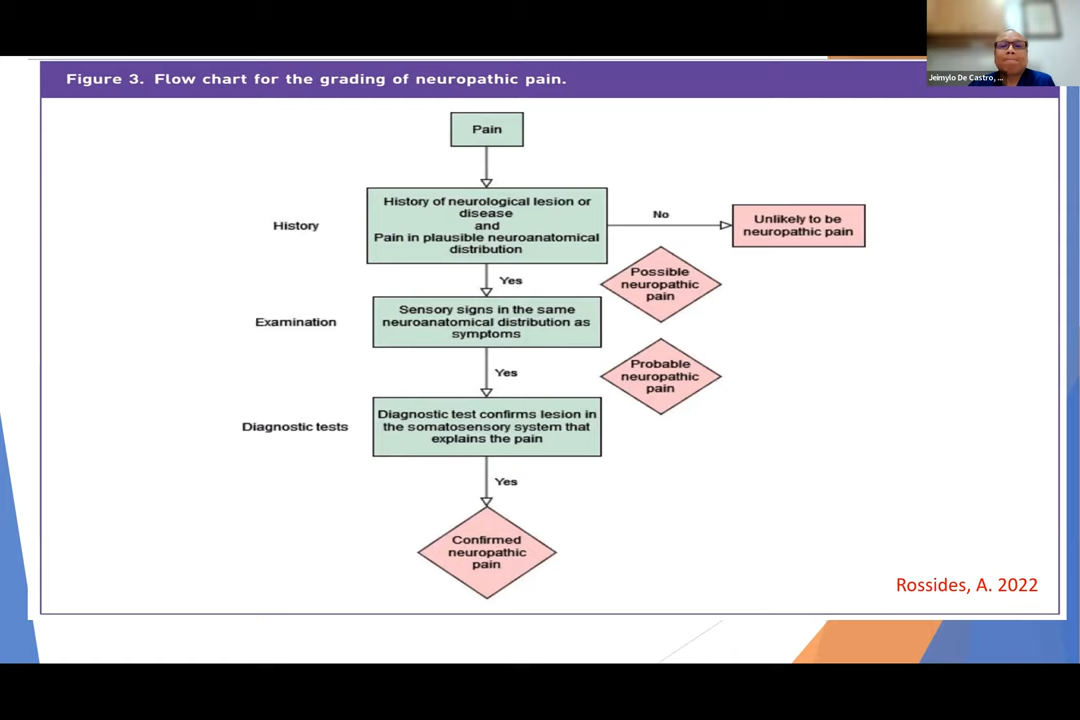 Jeimylo De Castro, ...
Figure 3. Flow chart for the grading of neuropathic pain.
Pain
History
History of neurological lesion or
disease
and
Pain in plausible neuroanatomical
distribution
No
Unlikely to be
neuropathic pain
Yes
Possible
neuropathic
pain
Examination
Sensory signs in the same
neuroanatomical distribution as
symptoms
Yes
Probable
neuropathic
pain
Diagnostic tests
Diagnostic test confirms lesion in
the somatosensory system that
explains the pain
Yes
Confirmed
neuropathic
pain
Rossides, A. 2022